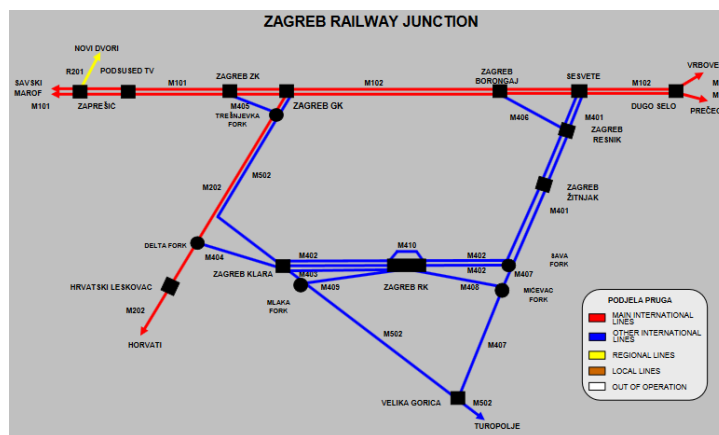 ZAGREB RAILWAY JUNCTION
NOVI DVORI
R201
PODSUSED TV
SAVSKI
MAROF
M101
ZAPREŠIĆ
M101
ZAGREB ZK
M405
TREŠNJEVKA
FORK
ZAGREB GK
M102
ZAGREB
BORONGAJ
SESVETE
M102
VRBOVE
DUGO SELO
PREČEC
M406
M401
ZAGREB
RESNIK
ZAGREB
ŽITNJAK
M401
M502
M202
DELTA FORK
M404
M402
M410
M402
M402
SAVA
FORK
ZAGREB KLARA
M403
M409
ZAGREB RK
M408
M407
MIĆEVAC
FORK
MLAKA
FORK
HRVATSKI LESKOVAC
M202
HORVATI
M502
M407
VELIKA GORICA
M502
TUROPOLJE
PODJELA PRUGA
MAIN INTERNATIONAL
LINES
OTHER INTERNATIONAL
LINES
REGIONAL LINES
LOCAL LINES
OUT OF OPERATION